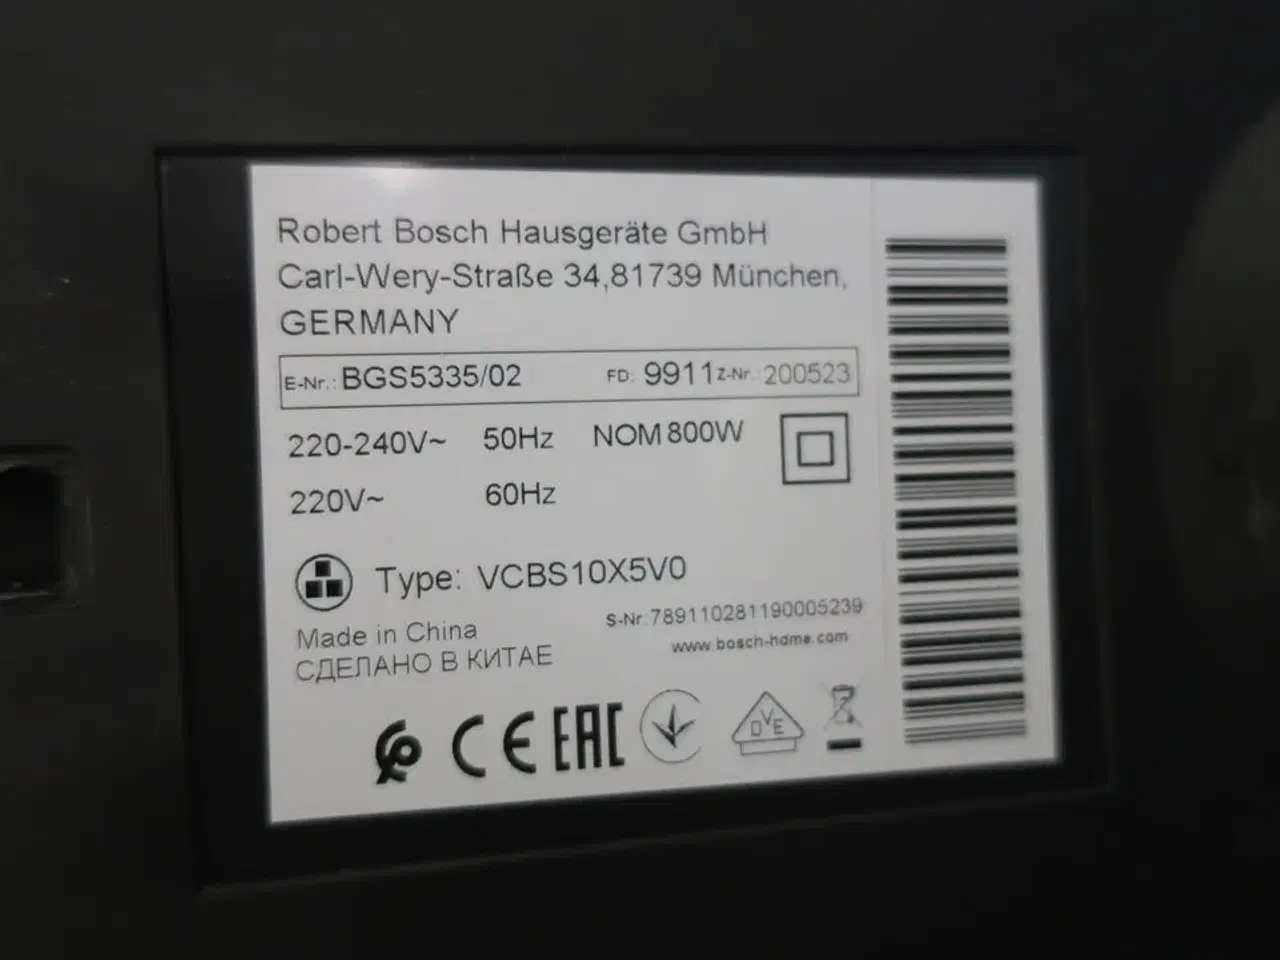 Robert Bosch Hausgeräte GmbH
Carl-Wery-Straße 34,81739 München,
GERMANY
E-Nr.: BGS5335/02 FD: 9911 Z-Nr. 200523
220-240V~ 50Hz NOM 800W
220V~ 60Hz
Type: VCBS10X5V0
S-Nr. 789110281190005239
Made in China
www.bosch-home.com
СДЕЛАНО В КИТАЕ
CE EAC DVE